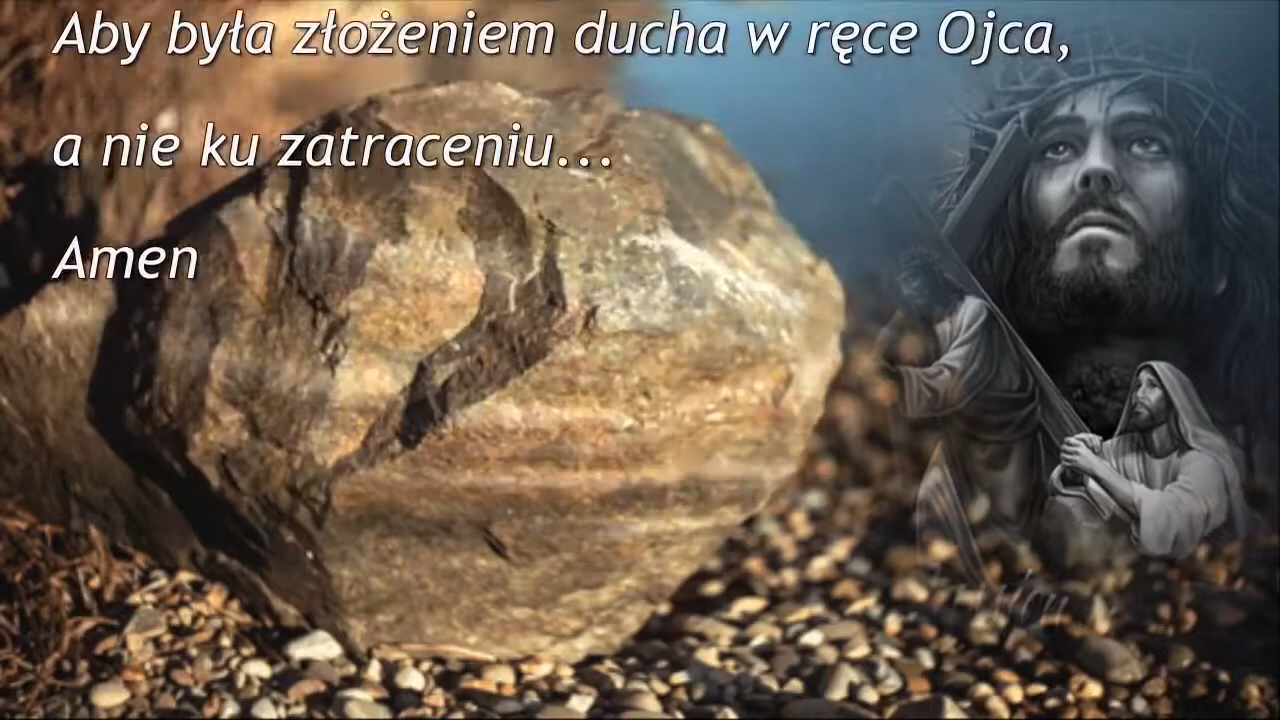 Aby była złożeniem ducha w ręce Ojca,
a nie ku zatraceniu...
Amen